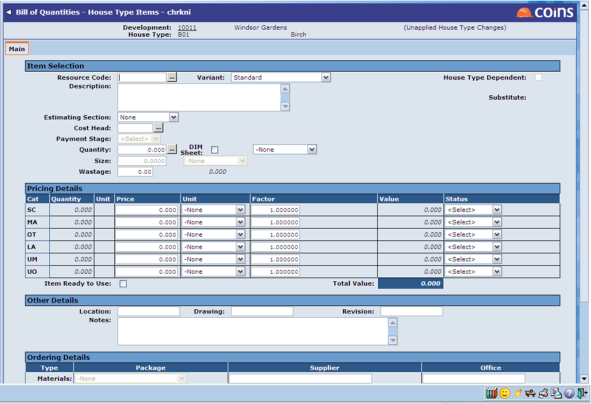 Bill of Quantities - House Type Items - chrkni
coins
Development: 10011 Windsor Gardens (Unapplied House Type Changes)
House Type: B01 Birch
Main
Item Selection
Resource Code: ... Variant: Standard House Type Dependent:
Description:
Substitute:
Estimating Section: None
Cost Head: ...
Payment Stage: <Select>
Quantity: 0.000 ... DIM Sheet: -None
Size: 0.0000 -None
Wastage: 0.00 0.000
Pricing Details
Cat Quantity Unit Price Unit Factor Value Status
SC 0.000 0.000 -None 1.000000 0.000 <Select>
MA 0.000 0.000 -None 1.000000 0.000 <Select>
OT 0.000 0.000 -None 1.000000 0.000 <Select>
LA 0.000 0.000 -None 1.000000 0.000 <Select>
UM 0.000 0.000 -None 1.000000 0.000 <Select>
UO 0.000 0.000 -None 1.000000 0.000 <Select>
Item Ready to Use: Total Value: 0.000
Other Details
Location: Drawing: Revision:
Notes:
Ordering Details
Type Package Supplier Office
Materials: -None